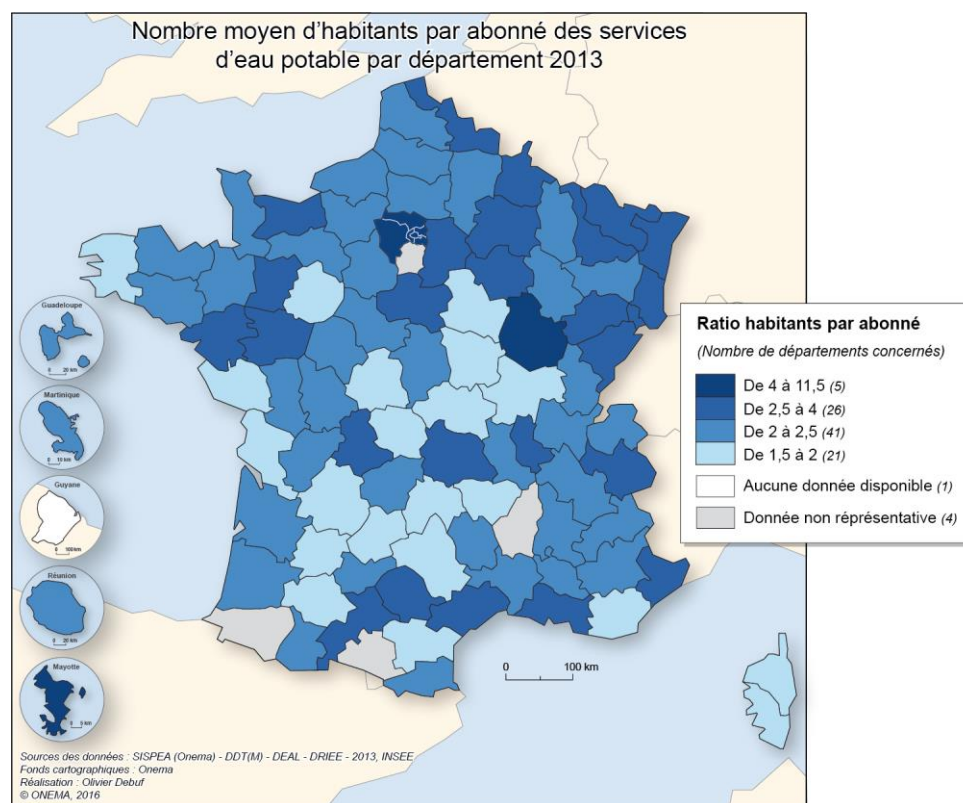 Nombre moyen d'habitants par abonné des services
d'eau potable par département 2013
Guadeloupe
0 20 km
Martinique
0 10 km
Guyane
0 100 km
Réunion
0 20 km
Mayotte
0 5 km
Ratio habitants par abonné
(Nombre de départements concernés)
De 4 à 11,5 (5)
De 2,5 à 4 (26)
De 2 à 2,5 (41)
De 1,5 à 2 (21)
Aucune donnée disponible (1)
Donnée non réprésentative (4)
0 100 km
Sources des données : SISPEA (Onema) - DDT(M) - DEAL - DRIEE - 2013, INSEE
Fonds cartographiques : Onema
Réalisation : Olivier Debuf
© ONEMA, 2016